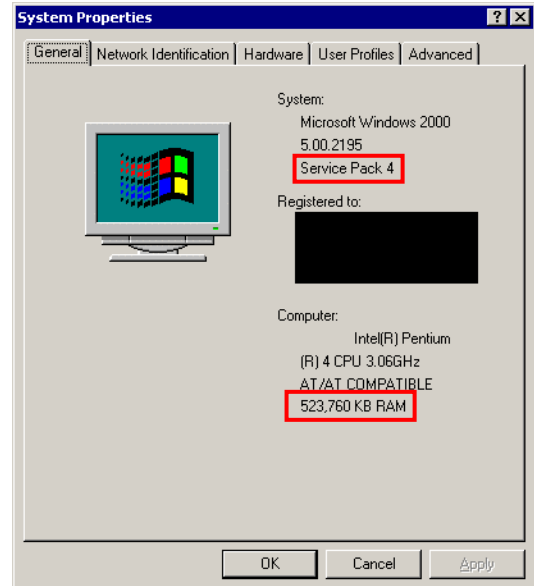 System Properties
General Network Identification Hardware User Profiles Advanced
System:
Microsoft Windows 2000
5.00.2195
Service Pack 4
Registered to:
Computer:
Intel(R) Pentium
(R) 4 CPU 3.06GHz
AT/AT COMPATIBLE
523,760 KB RAM
OK Cancel Apply